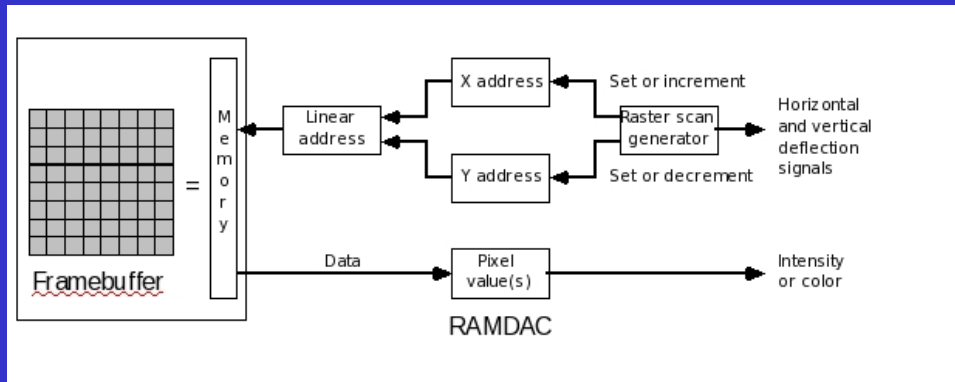 X address
Set or increment
Memory
Linear
address
Raster scan
generator
Horizontal
and vertical
deflection
signals
=
Y address
Set or decrement
Framebuffer
Data
Pixel
value(s)
Intensity
or color
RAMDAC